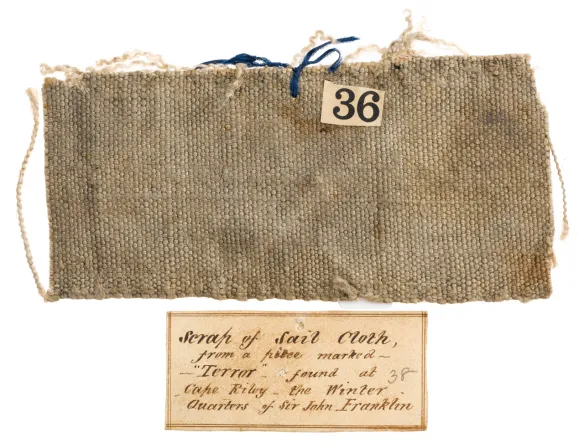 36
Scrap of Sail Cloth,
from a piece marked -
- "Terror" - found at 38
Cape Riley - the Winter
Quarters of Sir John Franklin